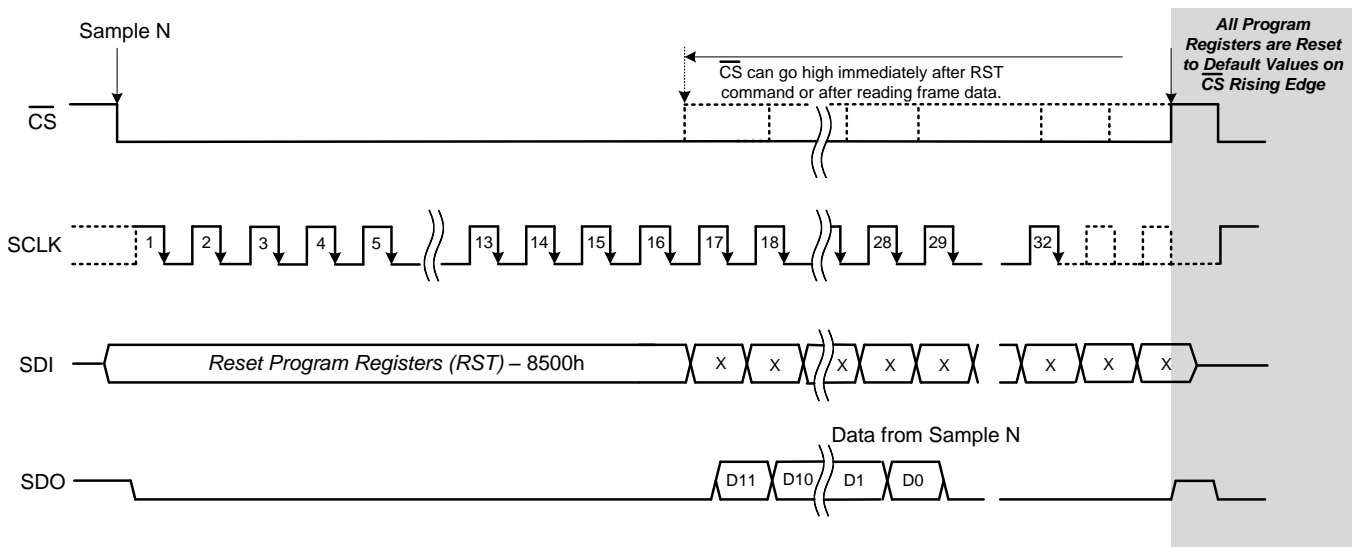 Sample N
All Program
Registers are Reset
to Default Values on
CS Rising Edge
CS can go high immediately after RST
command or after reading frame data.
CS
SCLK
1 2 3 4 5 13 14 15 16 17 18 28 29 32
SDI
Reset Program Registers (RST) – 8500h X X X X X X X X
Data from Sample N
SDO
D11 D10 D1 D0